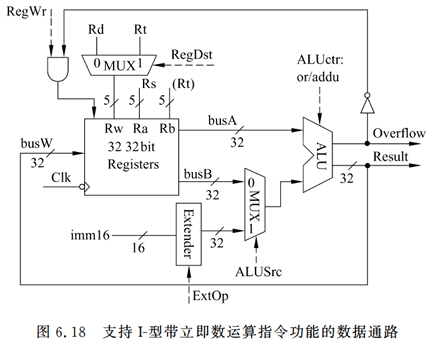 RegWr
Rd Rt
0 MUX 1
RegDst
Rs (Rt)
5 5 5
ALUctr:
or/addu
Rw Ra Rb
busA
32
busW
32
32 32bit
Registers
Overflow
ALU
Result
32
busB
32
0
MUX
1
Clk
imm16
16
Extender
32
ALUSrc
ExtOp
图 6.18 支持 I-型带立即数运算指令功能的数据通路